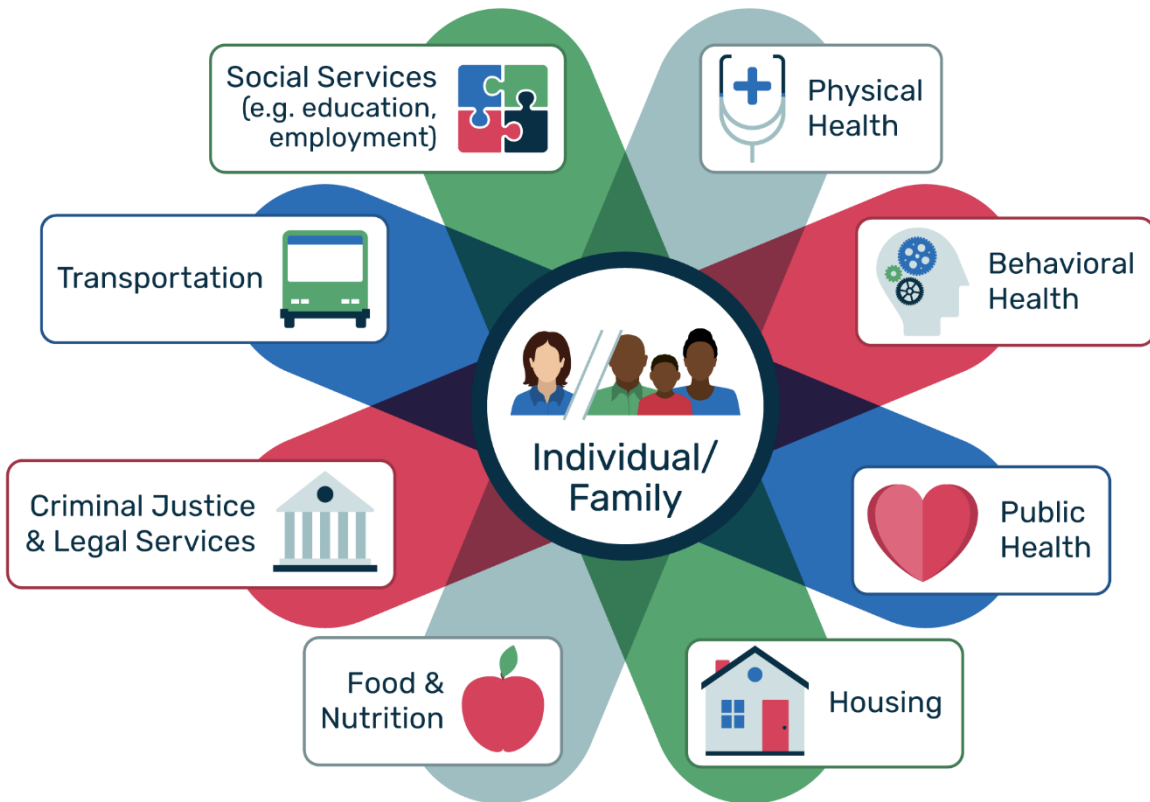 Social Services
(e.g. education,
employment)
Physical
Health
Transportation
Behavioral
Health
Individual/
Family
Criminal Justice
& Legal Services
Public
Health
Food &
Nutrition
Housing